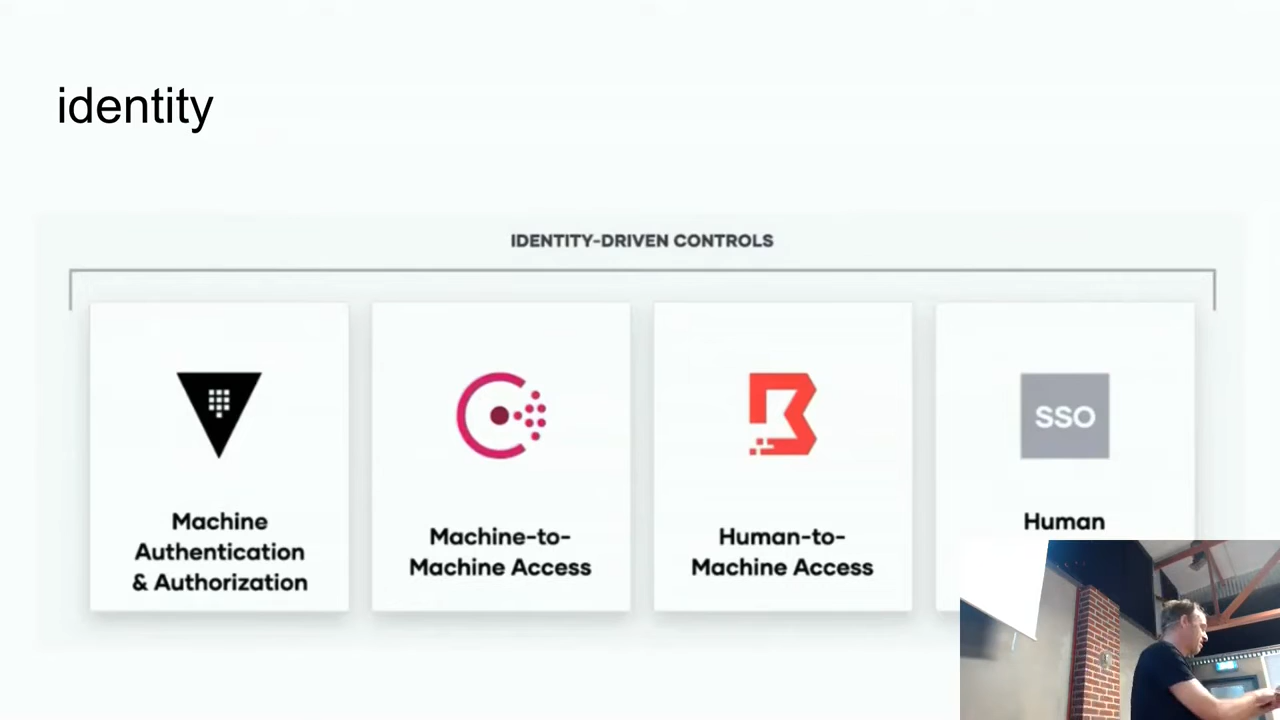 identity
IDENTITY-DRIVEN CONTROLS
SSO
Machine
Authentication
& Authorization
Machine-to-
Machine Access
Human-to-
Machine Access
Human